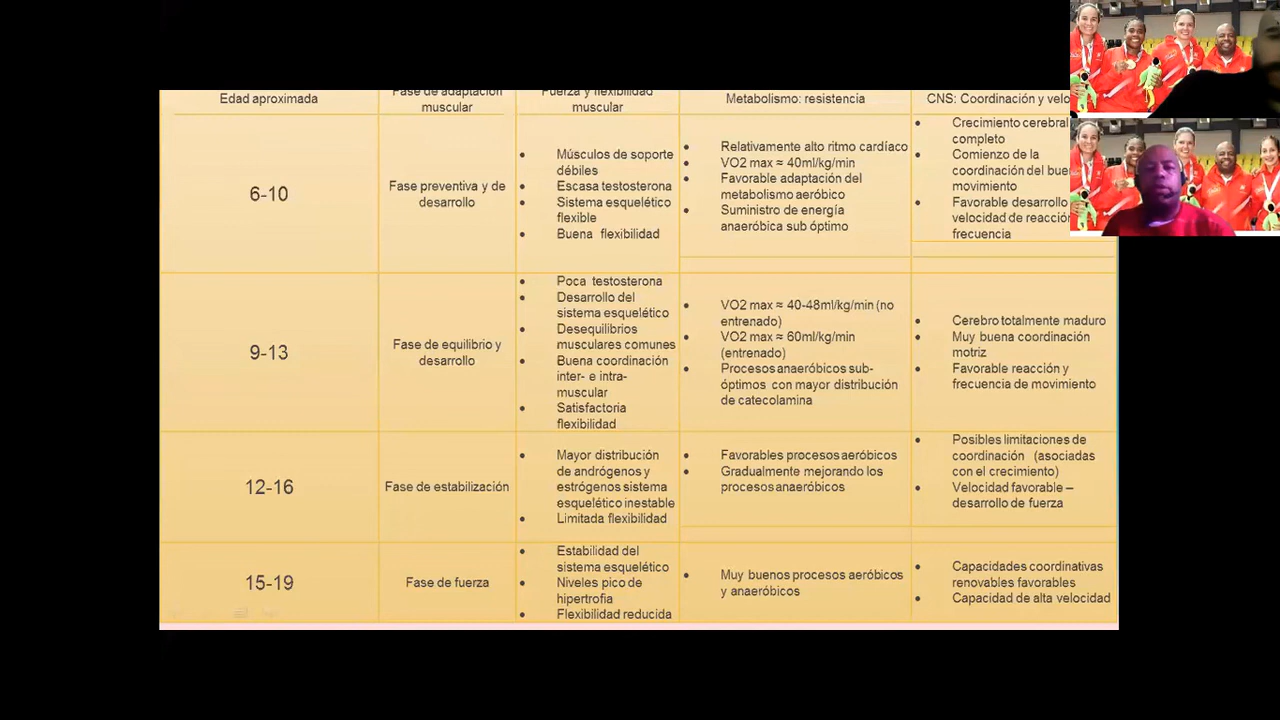 Edad aproximada
Fase de adaptación
muscular
Fuerza y flexibilidad
muscular
Metabolismo: resistencia
CNS: Coordinación y
6-10
Fase preventiva y de
desarrollo
Músculos de soporte
débiles
Escasa testosterona
Sistema esquelético
flexible
Buena flexibilidad
Relativamente alto ritmo cardíaco
VO2 max ≈ 40ml/kg/min
Favorable adaptación del
metabolismo aeróbico
Suministro de energía
anaeróbica sub óptimo
Crecimiento cerebral
completo
Comienzo de la
coordinación del
movimiento
Favorable desarrollo
velocidad de reacción
frecuencia
9-13
Fase de equilibrio y
desarrollo
Poca testosterona
Desarrollo del
sistema esquelético
Desequilibrios
musculares comunes
Buena coordinación
inter- e intra-
muscular
Satisfactoria
flexibilidad
VO2 max ≈ 40-48ml/kg/min (no
entrenado)
VO2 max ≈ 60ml/kg/min
(entrenado)
Procesos anaeróbicos sub-
óptimos con mayor distribución
de catecolamina
Cerebro totalmente maduro
Muy buena coordinación
motriz
Favorable reacción y
frecuencia de movimiento
12-16
Fase de estabilización
Mayor distribución
de andrógenos y
estrógenos sistema
esquelético inestable
Limitada flexibilidad
Favorables procesos aeróbicos
Gradualmente mejorando los
procesos anaeróbicos
Posibles limitaciones de
coordinación (asociadas
con el crecimiento)
Velocidad favorable –
desarrollo de fuerza
15-19
Fase de fuerza
Estabilidad del
sistema esquelético
Niveles pico de
hipertrofia
Flexibilidad reducida
Muy buenos procesos aeróbicos
y anaeróbicos
Capacidades coordinativas
renovables favorables
Capacidad de alta velocidad